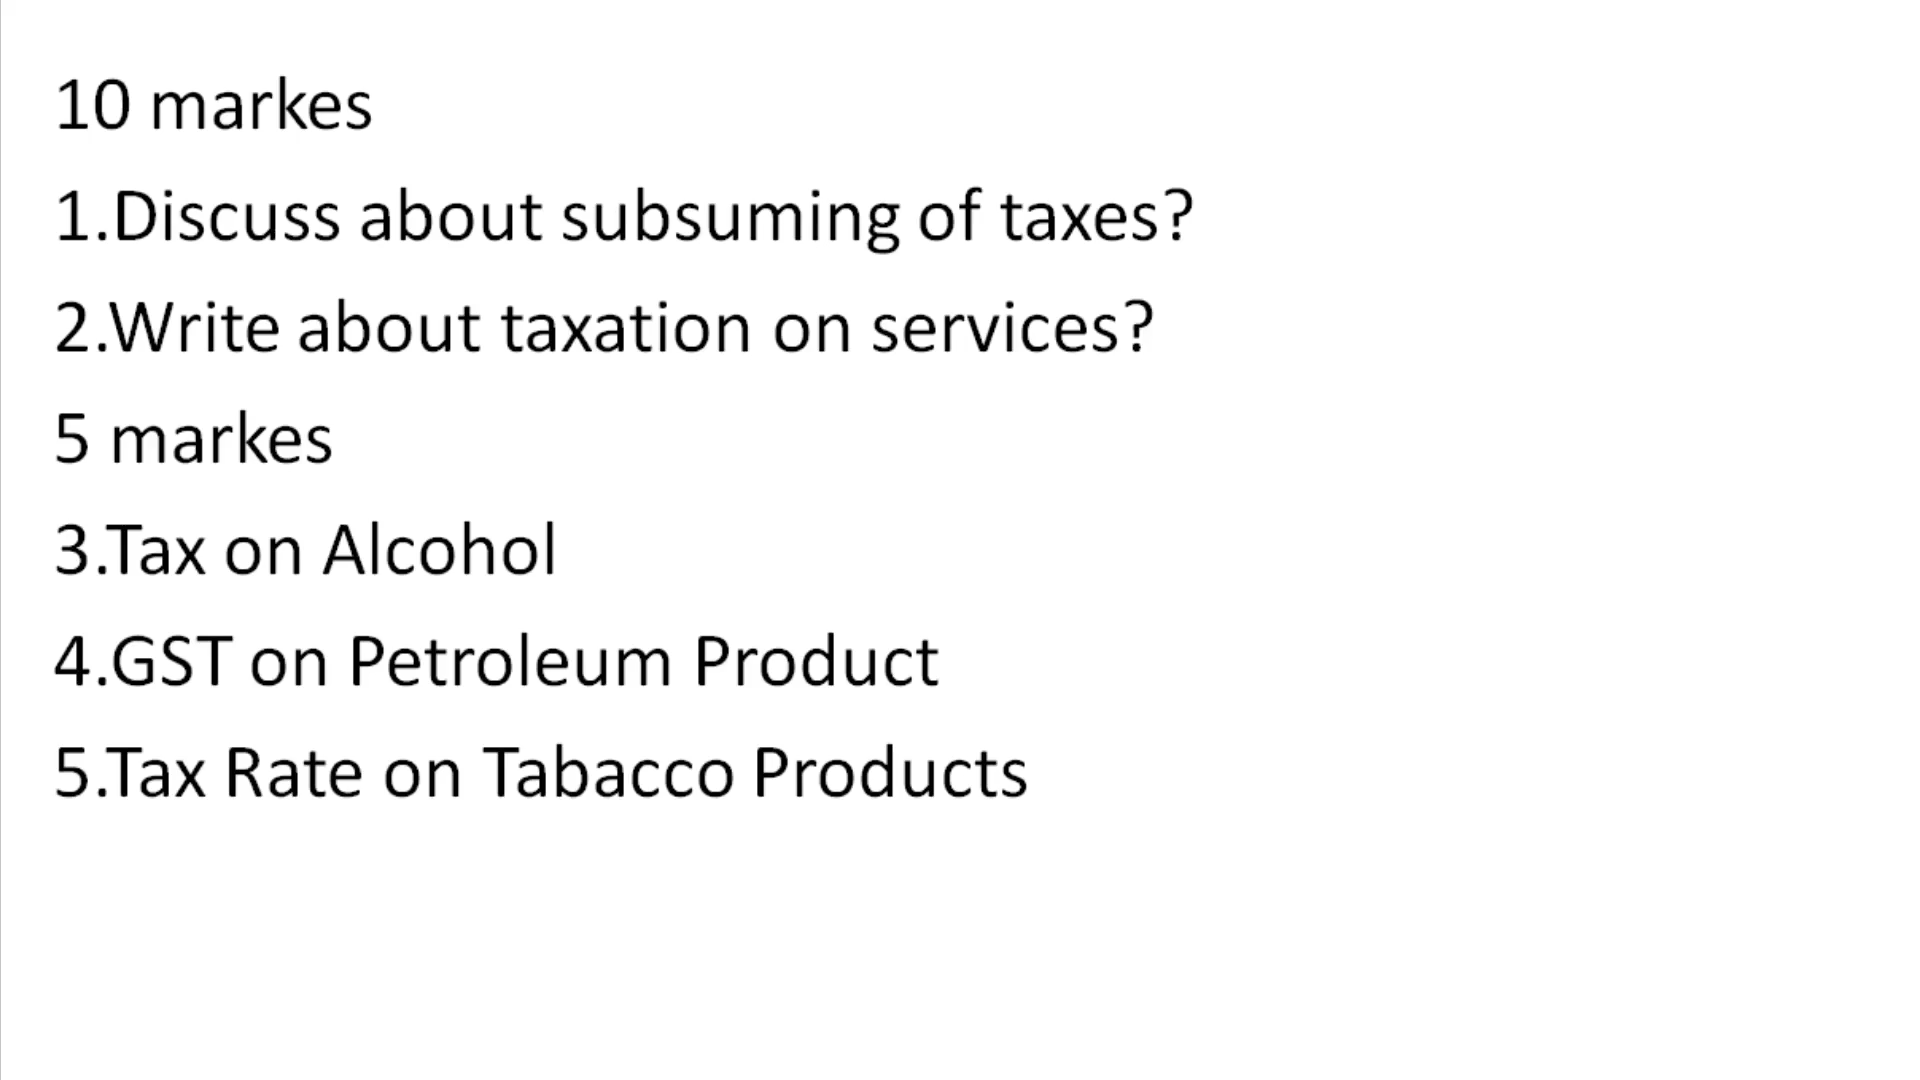 10 markes
1.Discuss about subsuming of taxes?
2.Write about taxation on services?
5 markes
3.Tax on Alcohol
4.GST on Petroleum Product
5.Tax Rate on Tabacco Products